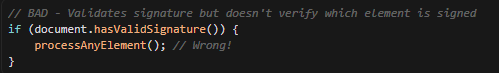 // BAD - Validates signature but doesn't verify which element is signed
if (document.hasValidSignature()) {
    processAnyElement(); // Wrong!
}